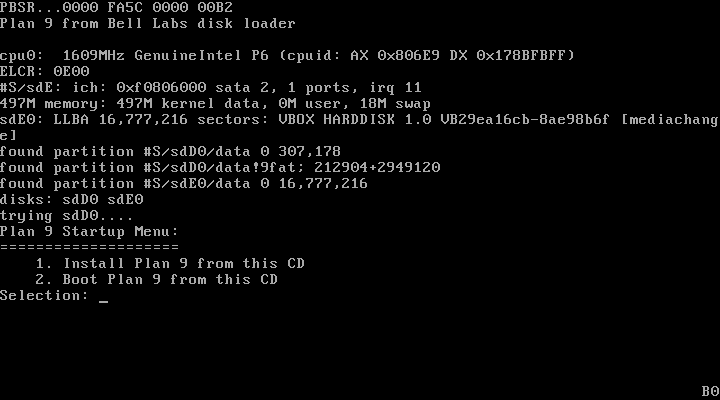 PBSR...0000 FA5C 0000 00B2
Plan 9 from Bell Labs disk loader
cpu0:  1609MHz GenuineIntel P6 (cpuid: AX 0x806E9 DX 0x178BFBFF)
ELCR: 0E00
#S/sdE: ich: 0xf0806000 sata 2, 1 ports, irq 11
497M memory: 497M kernel data, 0M user, 18M swap
sdE0: LLBA 16,777,216 sectors: VBOX HARDDISK 1.0 VB29ea16cb-8ae98b6f [mediachang
e]
found partition #S/sdD0/data 0 307,178
found partition #S/sdD0/data!9fat; 212904+2949120
found partition #S/sdE0/data 0 16,777,216
disks: sdD0 sdE0
trying sdD0....
Plan 9 Startup Menu:
====================
    1. Install Plan 9 from this CD
    2. Boot Plan 9 from this CD
Selection: _
B0